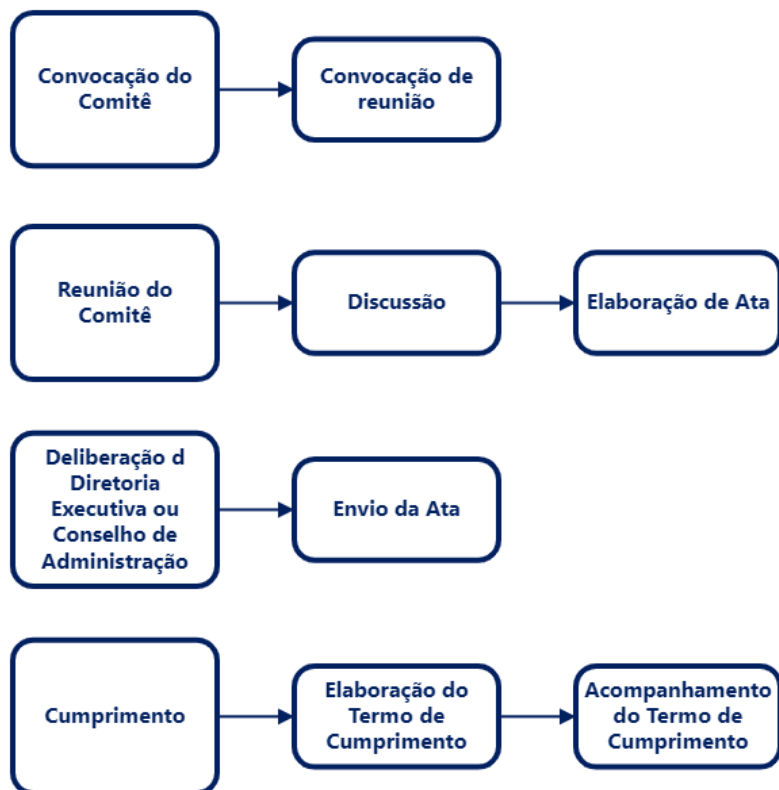 Convocação do
Comitê
Convocação de
reunião
Reunião do
Comitê
Discussão
Elaboração de Ata
Deliberação d
Diretoria
Executiva ou
Conselho de
Administração
Envio da Ata
Cumprimento
Elaboração do
Termo de
Cumprimento
Acompanhamento
do Termo de
Cumprimento